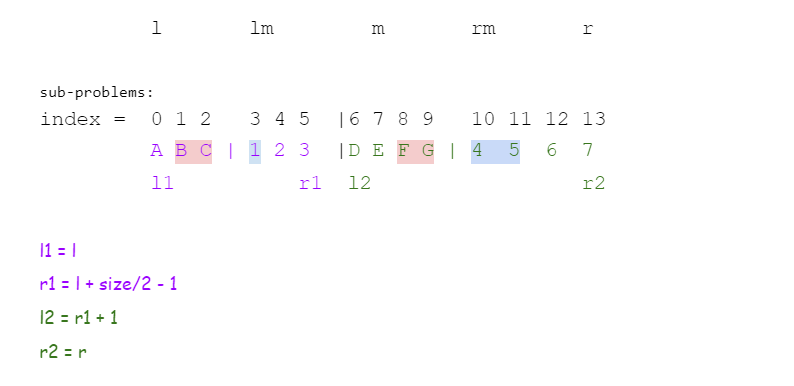 l lm m rm r
sub-problems:
index = 0 1 2 3 4 5 |6 7 8 9 10 11 12 13
A B C | 1 2 3 |D E F G | 4 5 6 7
l1 r1 l2 r2
l1 = l
r1 = l + size/2 - 1
l2 = r1 + 1
r2 = r